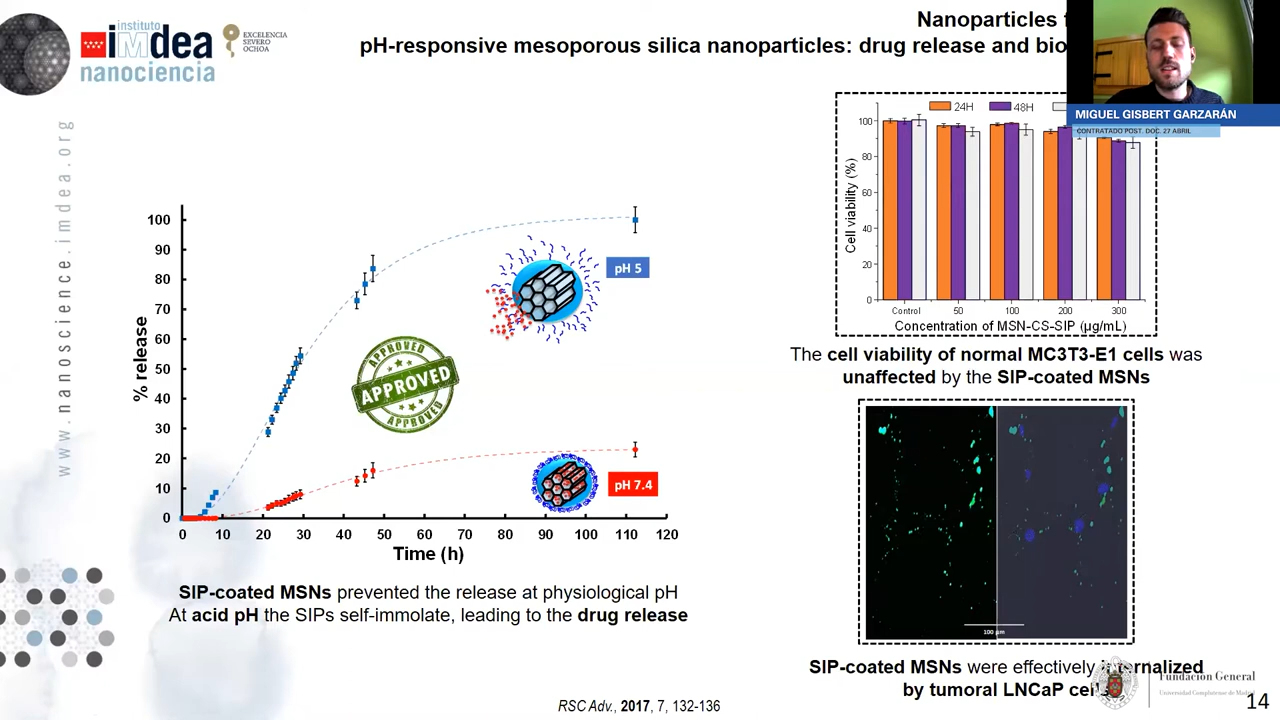 instituto
imdea
nanociencia
EXCELENCIA
SEVERO
OCHOA
Nanoparticles
pH-responsive mesoporous silica nanoparticles: drug release and
MIGUEL GISBERT GARZARÁN
CONTRATADO POST. DOC. 27 ABRIL
www.nanoscience.imdea.org
% release
100
90
80
70
60
50
40
30
20
10
0
0 10 20 30 40 50 60 70 80 90 100 110 120
Time (h)
pH 5
pH 7.4
APPROVED
APPROVED
APPROVED
SIP-coated MSNs prevented the release at physiological pH
At acid pH the SIPs self-immolate, leading to the drug release
24H 48H
Cell viability (%)
100
80
60
40
20
0
Control 50 100 200 300
Concentration of MSN-CS-SIP (µg/mL)
The cell viability of normal MC3T3-E1 cells was
unaffected by the SIP-coated MSNs
100 µm
SIP-coated MSNs were effectively internalized
by tumoral LNCaP cells
Fundación General
Universidad Complutense de Madrid
RSC Adv., 2017, 7, 132-136
14